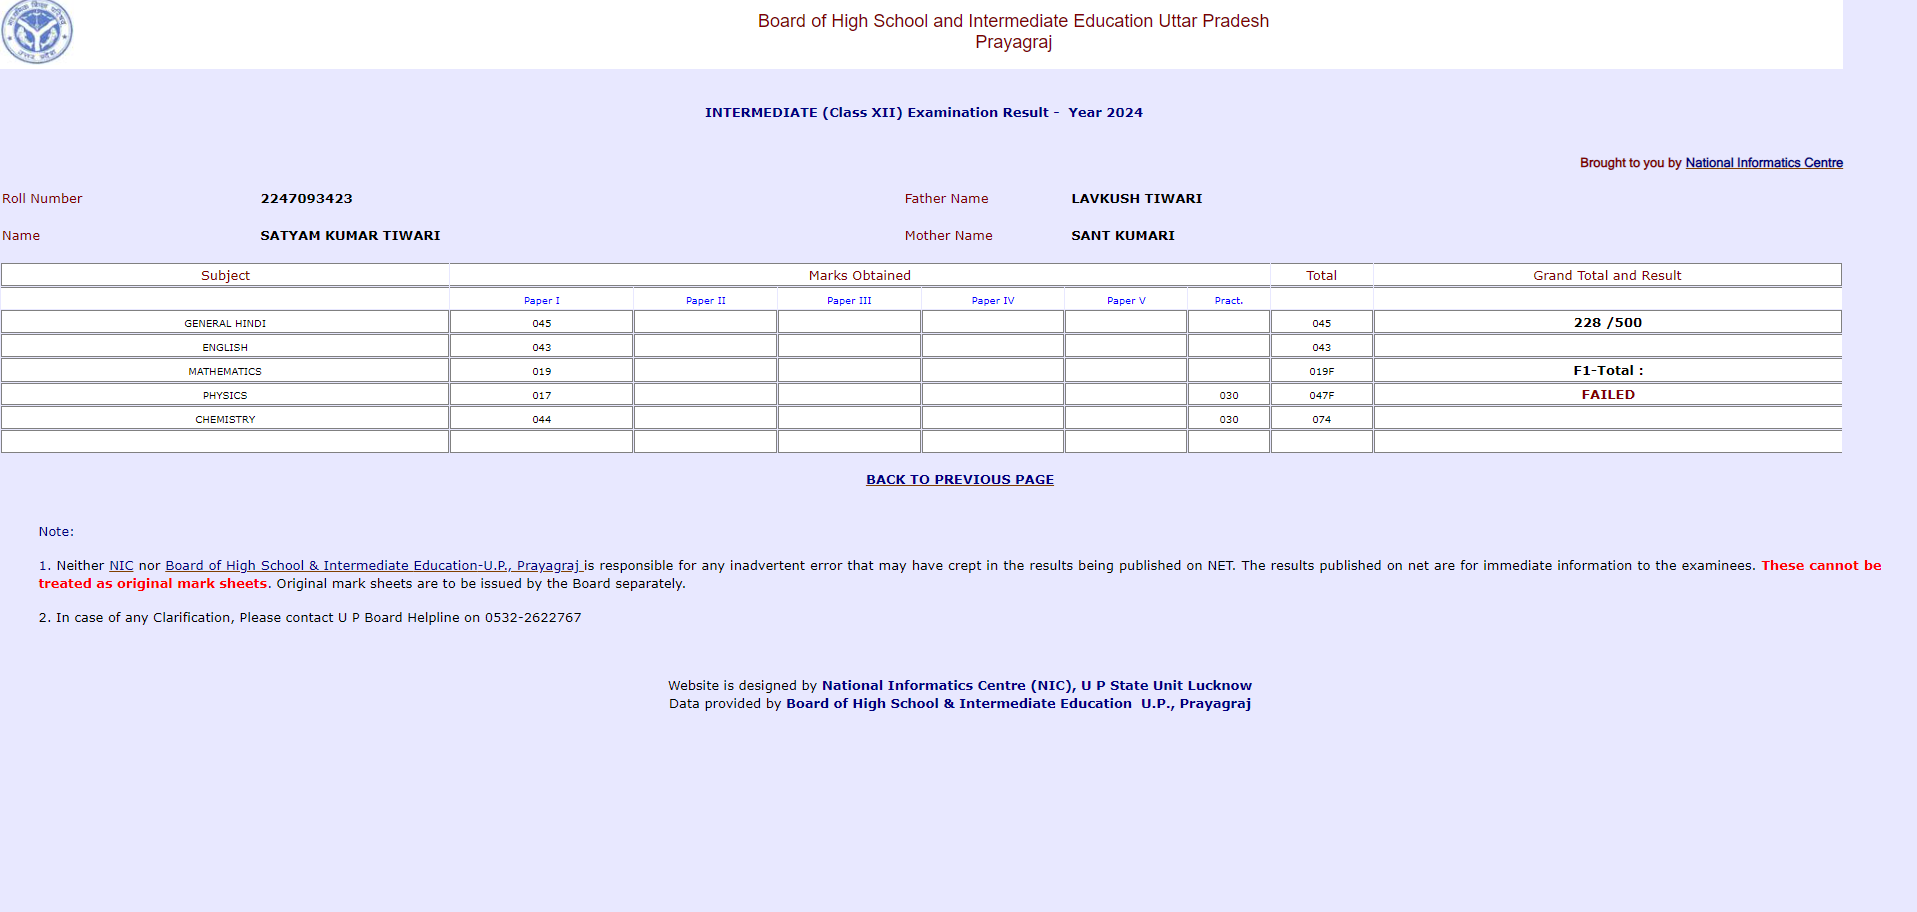 Board of High School and Intermediate Education Uttar Pradesh
Prayagraj
INTERMEDIATE (Class XII) Examination Result - Year 2024
Brought to you by National Informatics Centre
Roll Number 2247093423 Father Name LAVKUSH TIWARI
Name SATYAM KUMAR TIWARI Mother Name SANT KUMARI
Subject Marks Obtained Total Grand Total and Result
Paper I Paper II Paper III Paper IV Paper V Pract.
GENERAL HINDI 045 045 228 /500
ENGLISH 043 043
MATHEMATICS 019 019F F1-Total :
PHYSICS 017 030 047F FAILED
CHEMISTRY 044 030 074
BACK TO PREVIOUS PAGE
Note:
1. Neither NIC nor Board of High School & Intermediate Education-U.P., Prayagraj is responsible for any inadvertent error that may have crept in the results being published on NET. The results published on net are for immediate information to the examinees. These cannot be
treated as original mark sheets. Original mark sheets are to be issued by the Board separately.
2. In case of any Clarification, Please contact U P Board Helpline on 0532-2622767
Website is designed by National Informatics Centre (NIC), U P State Unit Lucknow
Data provided by Board of High School & Intermediate Education U.P., Prayagraj